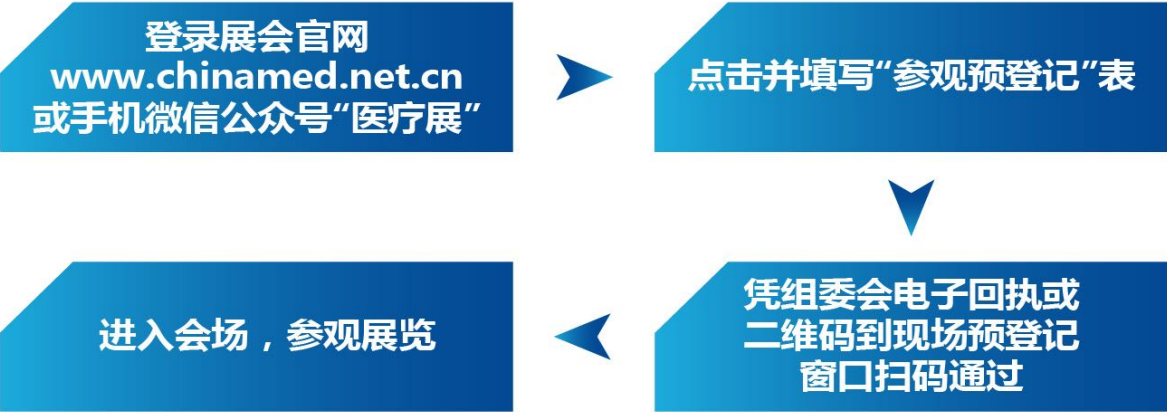 登录展会官网
www.chinamed.net.cn
或手机微信公众号“医疗展”
点击并填写“参观预登记”表
凭组委会电子回执或
二维码到现场预登记
窗口扫码通过
进入会场，参观展览